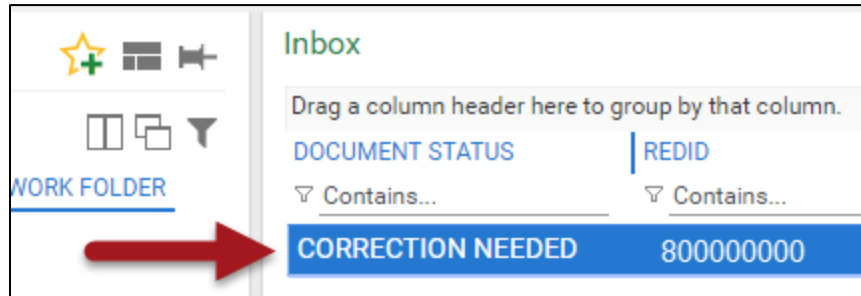 Inbox
Drag a column header here to group by that column.
DOCUMENT STATUS REDID
WORK FOLDER
Contains... Contains...
CORRECTION NEEDED 800000000